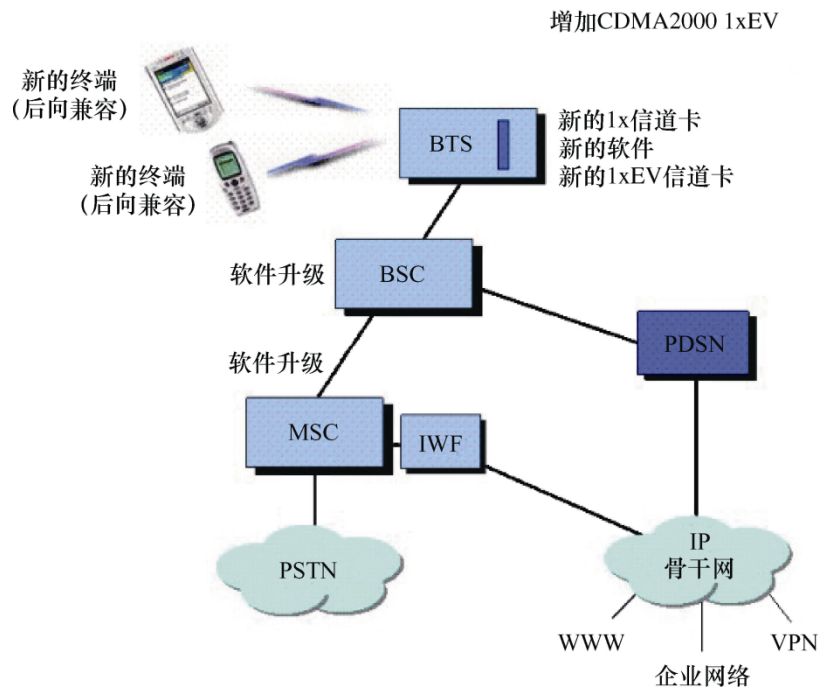 增加CDMA2000 1xEV
新的终端
(后向兼容)
新的终端
(后向兼容)
BTS
新的1x信道卡
新的软件
新的1xEV信道卡
软件升级
BSC
软件升级
PDSN
MSC
IWF
PSTN
IP
骨干网
WWW
VPN
企业网络